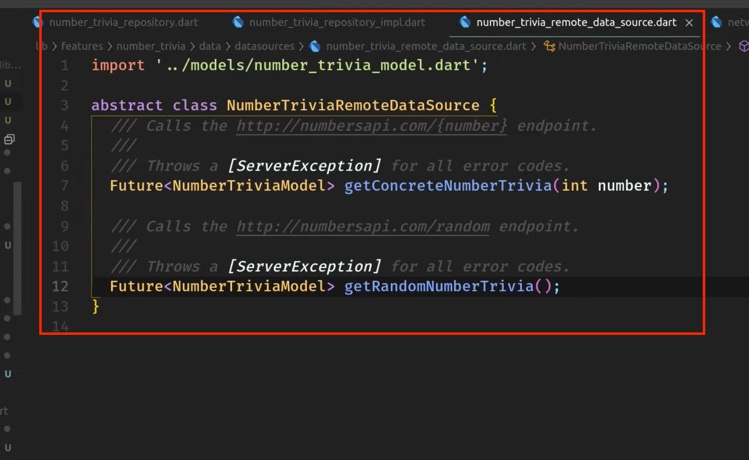 number_trivia_repository.dart number_trivia_repository_impl.dart number_trivia_remote_data_source.dart ×
lib > features > number_trivia > data > datasources > number_trivia_remote_data_source.dart > NumberTriviaRemoteDataSource >
1 import '../models/number_trivia_model.dart';
2
3 abstract class NumberTriviaRemoteDataSource {
4 /// Calls the http://numbersapi.com/{number} endpoint.
5 ///
6 /// Throws a [ServerException] for all error codes.
7 Future<NumberTriviaModel> getConcreteNumberTrivia(int number);
8
9 /// Calls the http://numbersapi.com/random endpoint.
10 ///
11 /// Throws a [ServerException] for all error codes.
12 Future<NumberTriviaModel> getRandomNumberTrivia();
13 }
14
U
U
U
U
U
U